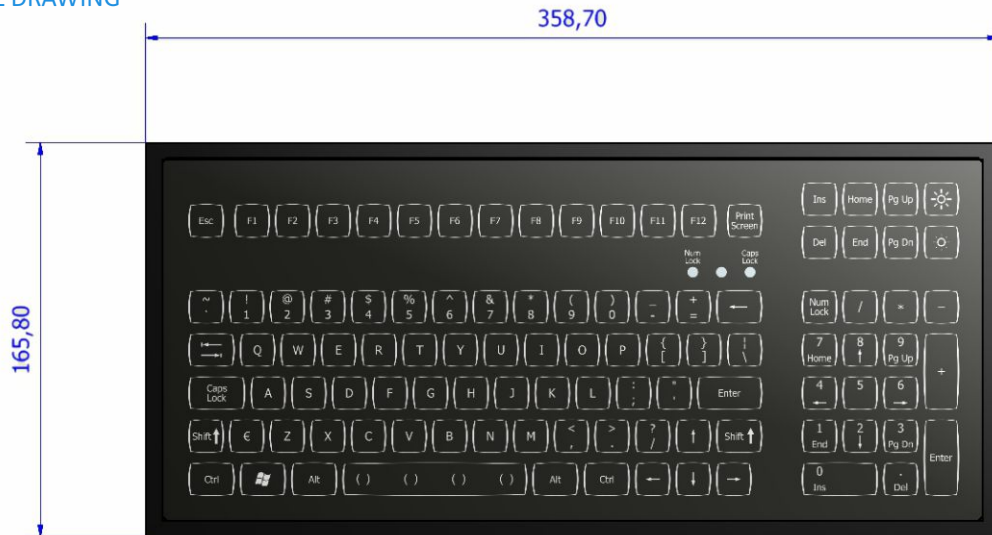 DRAWING
358,70
165,80
Esc F1 F2 F3 F4 F5 F6 F7 F8 F9 F10 F11 F12 Print
Screen
Ins Home Pg Up
Del End Pg Dn
Num
Lock
Caps
Lock
~ ! @ # $ % ^ & * ( ) _ + ←
` 1 2 3 4 5 6 7 8 9 0 - =
Q W E R T Y U I O P { } ¦
[ ] \
Caps
Lock
A S D F G H J K L : " Enter
; '
Shift ↑ € Z X C V B N M < > ? ↑ Shift ↑
, . /
Ctrl Alt ( ) ( ) ( ) ( ) Alt Ctrl ← ↓ →
Num
Lock
/ * −
7 8 9
Home ↑ Pg Up
+
4 5 6
← →
1 2 3
End ↓ Pg Dn
Enter
0 .
Ins Del